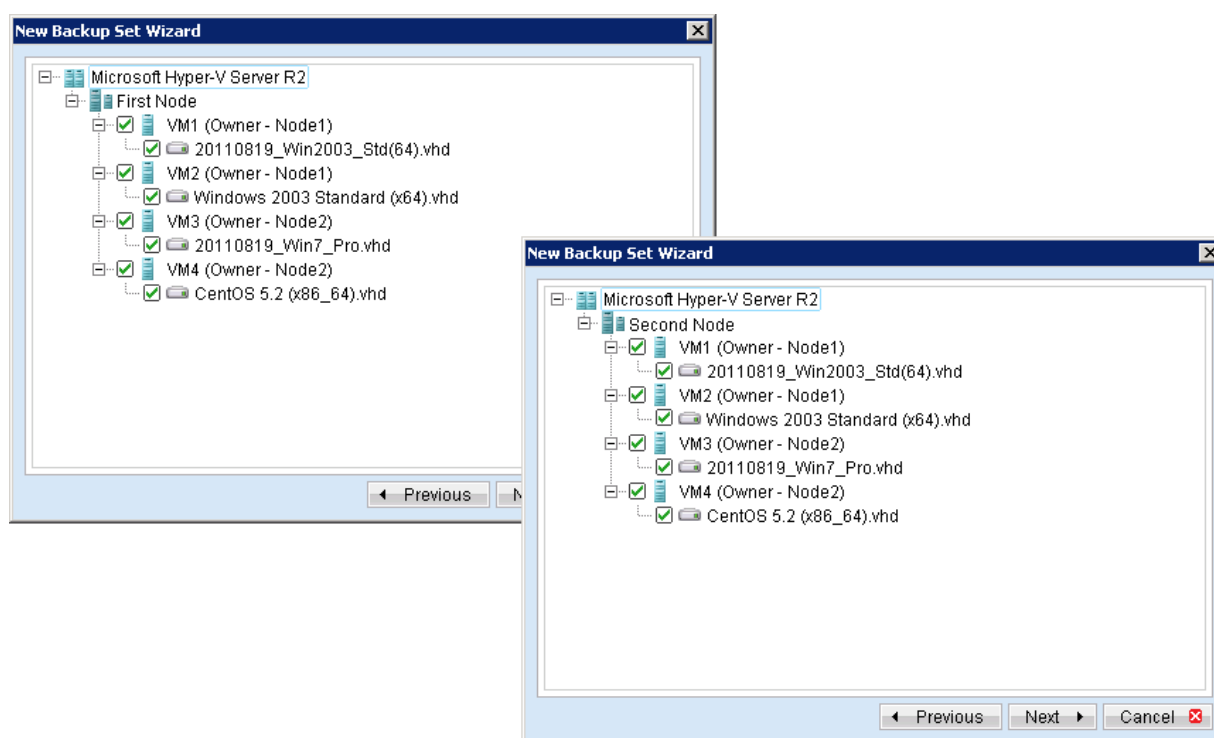 New Backup Set Wizard
Microsoft Hyper-V Server R2
First Node
VM1 (Owner - Node1)
20110819_Win2003_Std(64).vhd
VM2 (Owner - Node1)
Windows 2003 Standard (x64).vhd
VM3 (Owner - Node2)
20110819_Win7_Pro.vhd
VM4 (Owner - Node2)
CentOS 5.2 (x86_64).vhd
Previous
New Backup Set Wizard
Microsoft Hyper-V Server R2
Second Node
VM1 (Owner - Node1)
20110819_Win2003_Std(64).vhd
VM2 (Owner - Node1)
Windows 2003 Standard (x64).vhd
VM3 (Owner - Node2)
20110819_Win7_Pro.vhd
VM4 (Owner - Node2)
CentOS 5.2 (x86_64).vhd
Previous Next Cancel